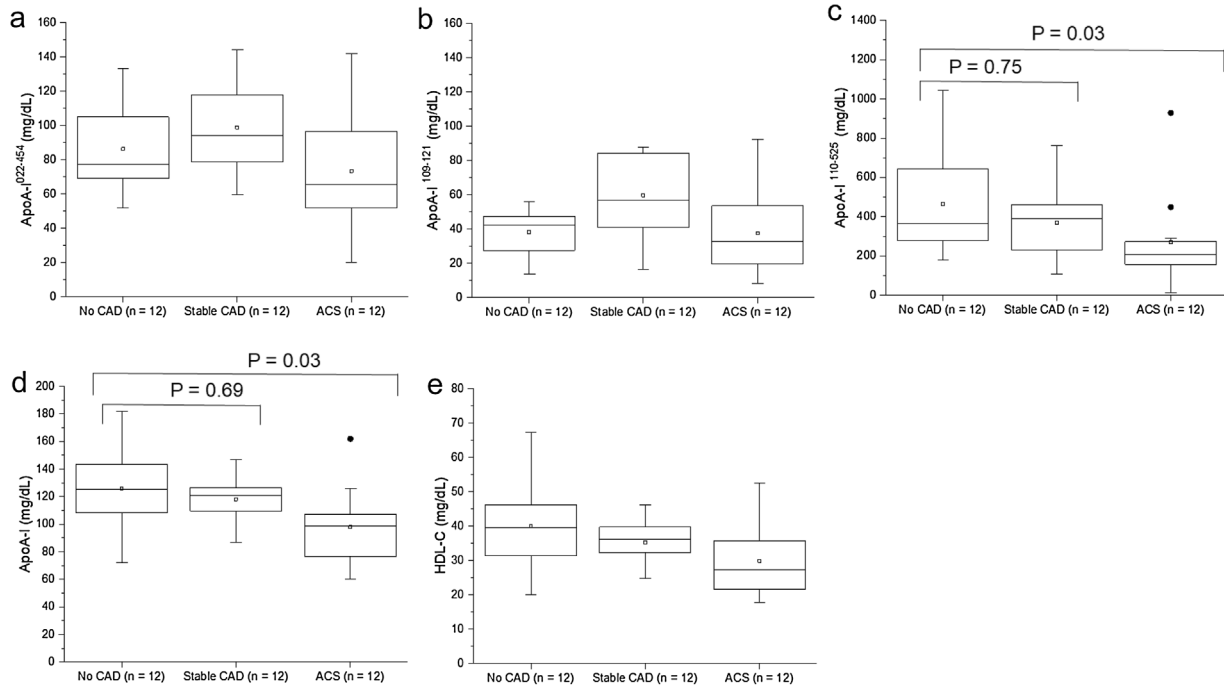 a
160
140
120
100
80
60
40
20
0
ApoA-I022-454 (mg/dL)
No CAD (n = 12) Stable CAD (n = 12) ACS (n = 12)
b
160
140
120
100
80
60
40
20
0
ApoA-I 109-121 (mg/dL)
No CAD (n = 12) Stable CAD (n = 12) ACS (n = 12)
c
P = 0.03
P = 0.75
1400
1200
1000
800
600
400
200
0
ApoA-I 110-525 (mg/dL)
No CAD (n = 12) Stable CAD (n = 12) ACS (n = 12)
d
P = 0.03
P = 0.69
200
180
160
140
120
100
80
60
40
20
0
ApoA-I (mg/dL)
No CAD (n = 12) Stable CAD (n = 12) ACS (n = 12)
e
80
70
60
50
40
30
20
10
0
HDL-C (mg/dL)
No CAD (n = 12) Stable CAD (n = 12) ACS (n = 12)